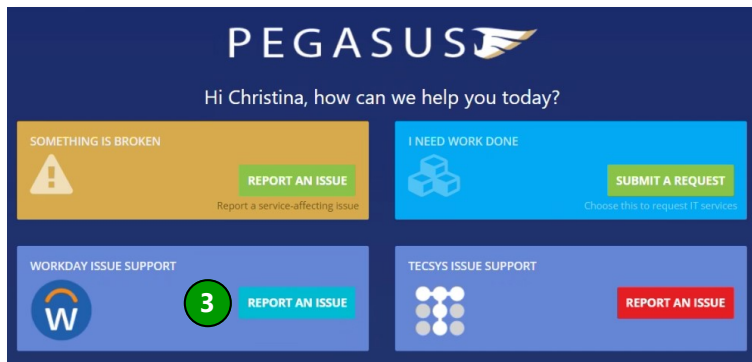 PEGASUS
Hi Christina, how can we help you today?
SOMETHING IS BROKEN
REPORT AN ISSUE
Report a service-affecting issue
I NEED WORK DONE
SUBMIT A REQUEST
Choose this to request IT services
WORKDAY ISSUE SUPPORT
W
3
REPORT AN ISSUE
TECSYS ISSUE SUPPORT
REPORT AN ISSUE